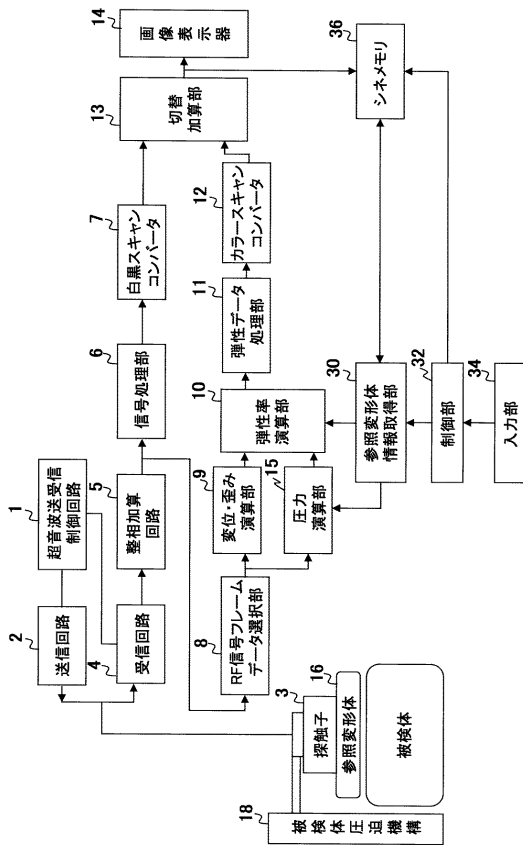 1
超音波送受信
制御回路
2
送信回路
4
受信回路
5
整相加算
回路
6
信号処理部
7
白黒スキャン
コンバータ
13
切替
加算部
14
画像表示器
8
RF信号フレーム
データ選択部
9
変位・歪み
演算部
15
圧力
演算部
10
弾性率
演算部
11
弾性データ
処理部
12
カラースキャン
コンバータ
3
探触子
16
参照変形体
被検体
18
被検体圧迫機構
30
参照変形体
情報取得部
32
制御部
34
入力部
36
シネメモリ